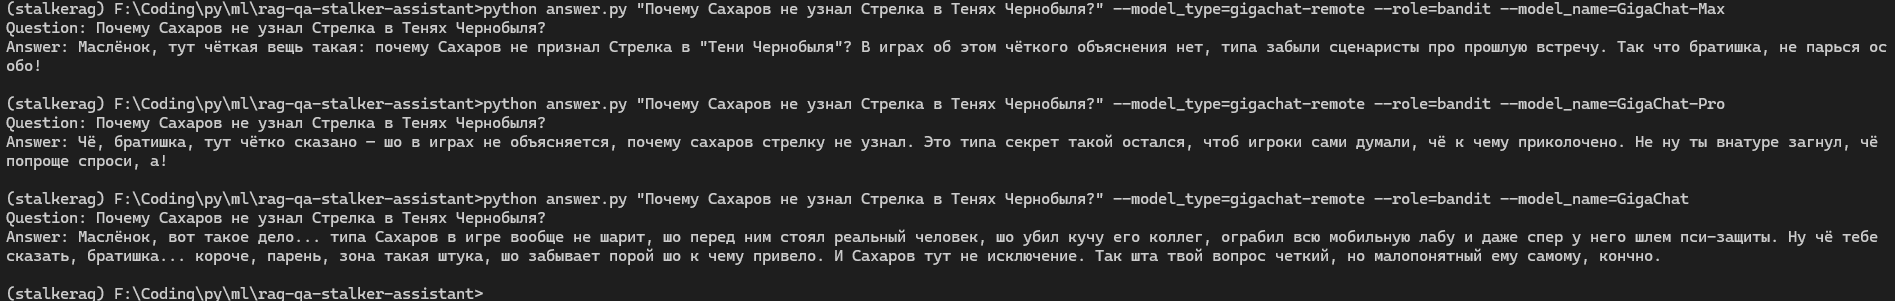 (stalkerag) F:\Coding\py\ml\rag-qa-stalker-assistant>python answer.py "Почему Сахаров не узнал Стрелка в Тенях Чернобыля?" --model_type=gigachat-remote --role=bandit --model_name=GigaChat-Max
Question: Почему Сахаров не узнал Стрелка в Тенях Чернобыля?
Answer: Маслёнок, тут чёткая вещь такая: почему Сахаров не признал Стрелка в "Тени Чернобыля"? В играх об этом чёткого объяснения нет, типа забыли сценаристы про прошлую встречу. Так что братишка, не парься ос
обо!
(stalkerag) F:\Coding\py\ml\rag-qa-stalker-assistant>python answer.py "Почему Сахаров не узнал Стрелка в Тенях Чернобыля?" --model_type=gigachat-remote --role=bandit --model_name=GigaChat-Pro
Question: Почему Сахаров не узнал Стрелка в Тенях Чернобыля?
Answer: Чё, братишка, тут чётко сказано — шо в играх не объясняется, почему сахаров стрелку не узнал. Это типа секрет такой остался, чтоб игроки сами думали, чё к чему приколочено. Не ну ты внатуре загнул, чё
попроще спроси, а!
(stalkerag) F:\Coding\py\ml\rag-qa-stalker-assistant>python answer.py "Почему Сахаров не узнал Стрелка в Тенях Чернобыля?" --model_type=gigachat-remote --role=bandit --model_name=GigaChat
Question: Почему Сахаров не узнал Стрелка в Тенях Чернобыля?
Answer: Маслёнок, вот такое дело... типа Сахаров в игре вообще не шарит, шо перед ним стоял реальный человек, шо убил кучу его коллег, ограбил всю мобильную лабу и даже спер у него шлем пси-защиты. Ну чё тебе
сказать, братишка... короче, парень, зона такая штука, шо забывает порой шо к чему привело. И Сахаров тут не исключение. Так шта твой вопрос четкий, но малопонятный ему самому, кончно.
(stalkerag) F:\Coding\py\ml\rag-qa-stalker-assistant>